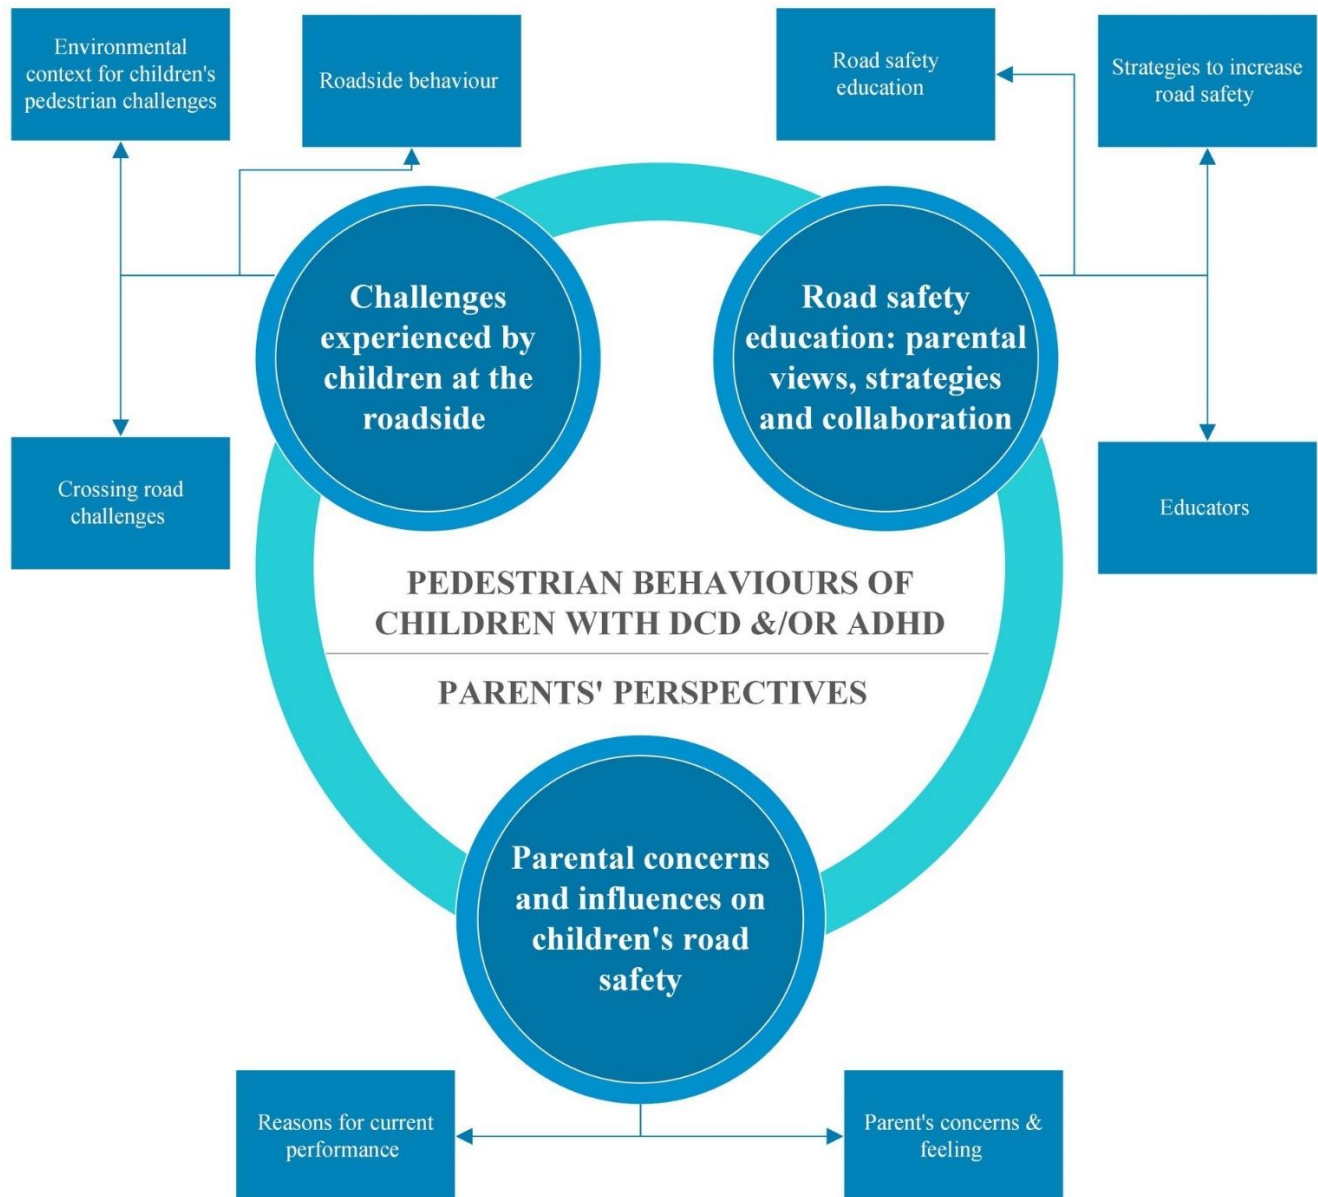 Environmental
context for children's
pedestrian challenges
Roadside behaviour
Road safety
education
Strategies to increase
road safety
Challenges
experienced by
children at the
roadside
Road safety
education: parental
views, strategies
and collaboration
Crossing road
challenges
Educators
PEDESTRIAN BEHAVIOURS OF
CHILDREN WITH DCD &/OR ADHD
PARENTS' PERSPECTIVES
Parental concerns
and influences on
children's road
safety
Reasons for current
performance
Parent's concerns &
feeling